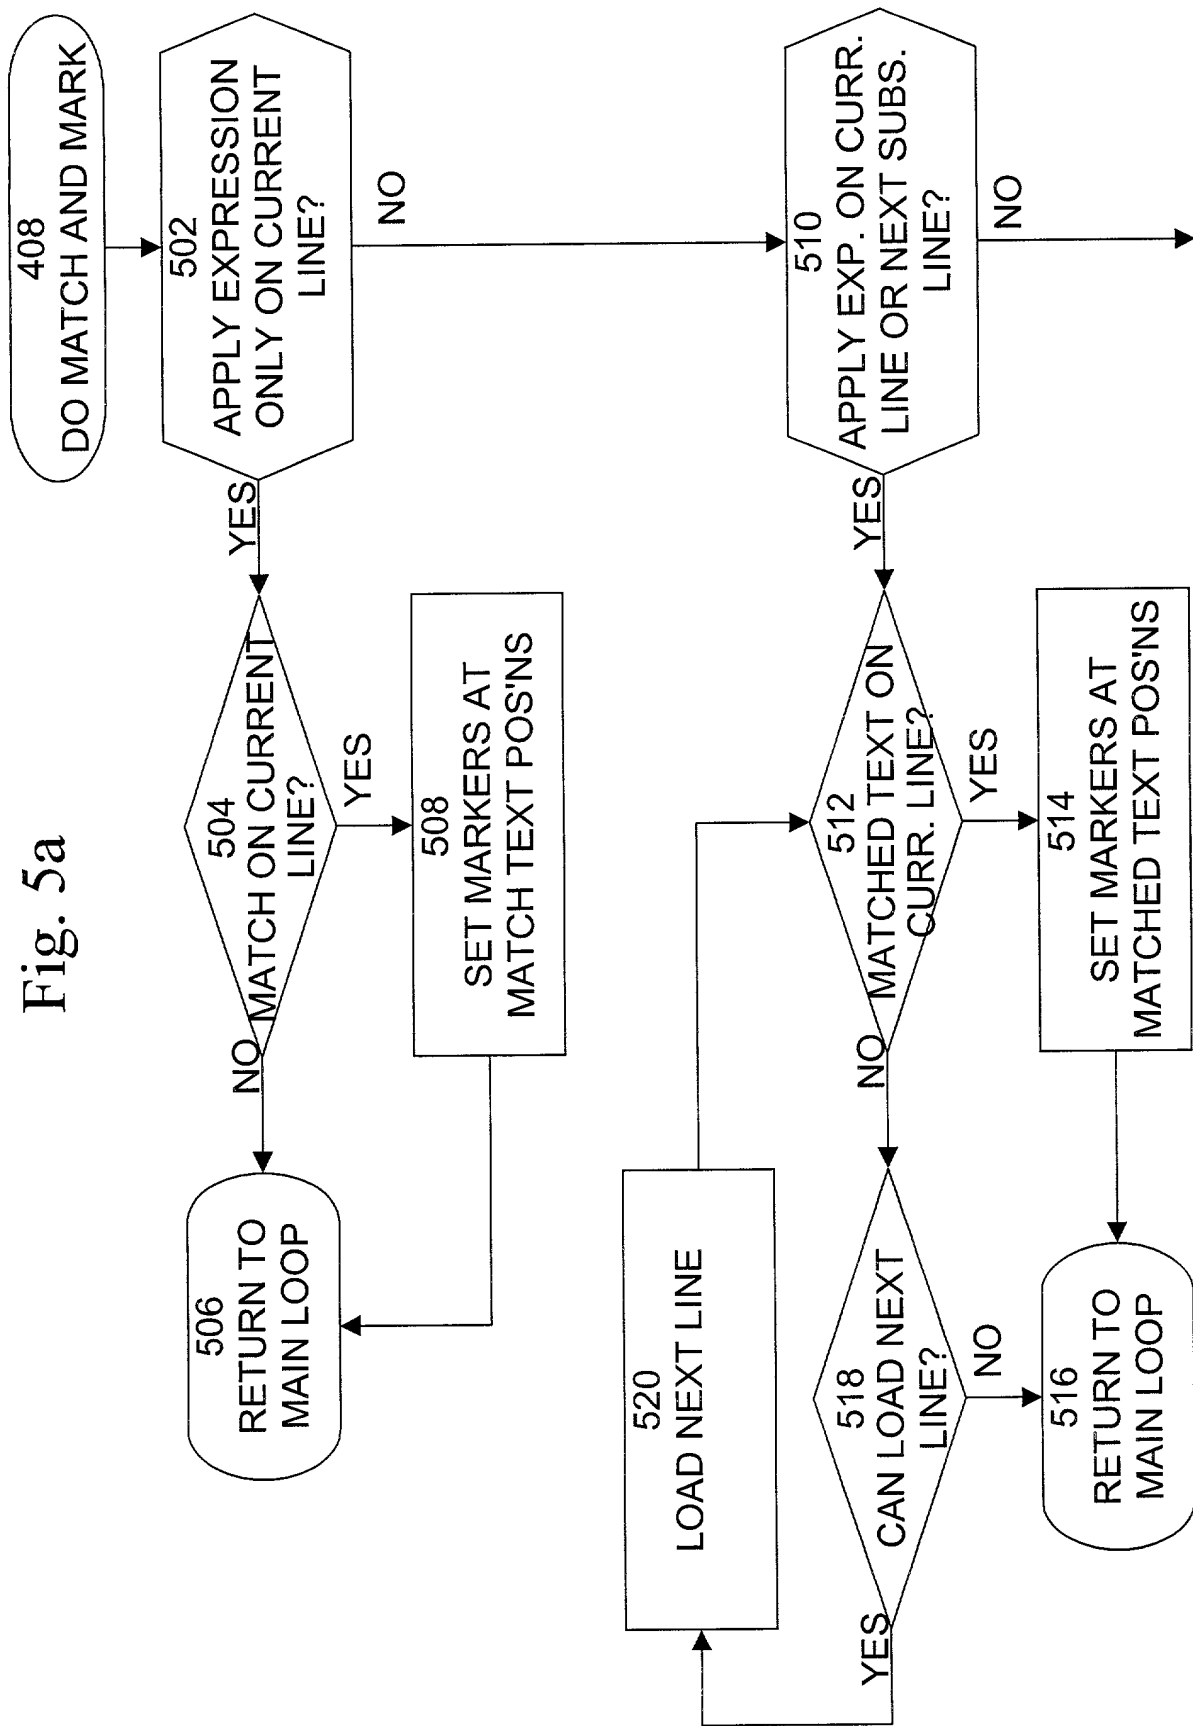 Fig. 5a
408
DO MATCH AND MARK
502
APPLY EXPRESSION
ONLY ON CURRENT
LINE?
YES
NO
504
MATCH ON CURRENT
LINE?
NO
YES
506
RETURN TO
MAIN LOOP
508
SET MARKERS AT
MATCH TEXT POS'NS
510
APPLY EXP. ON CURR.
LINE OR NEXT SUBS.
LINE?
YES
NO
512
MATCHED TEXT ON
CURR. LINE?.
NO
YES
514
SET MARKERS AT
MATCHED TEXT POS'NS
520
LOAD NEXT LINE
518
CAN LOAD NEXT
LINE?
YES
NO
516
RETURN TO
MAIN LOOP